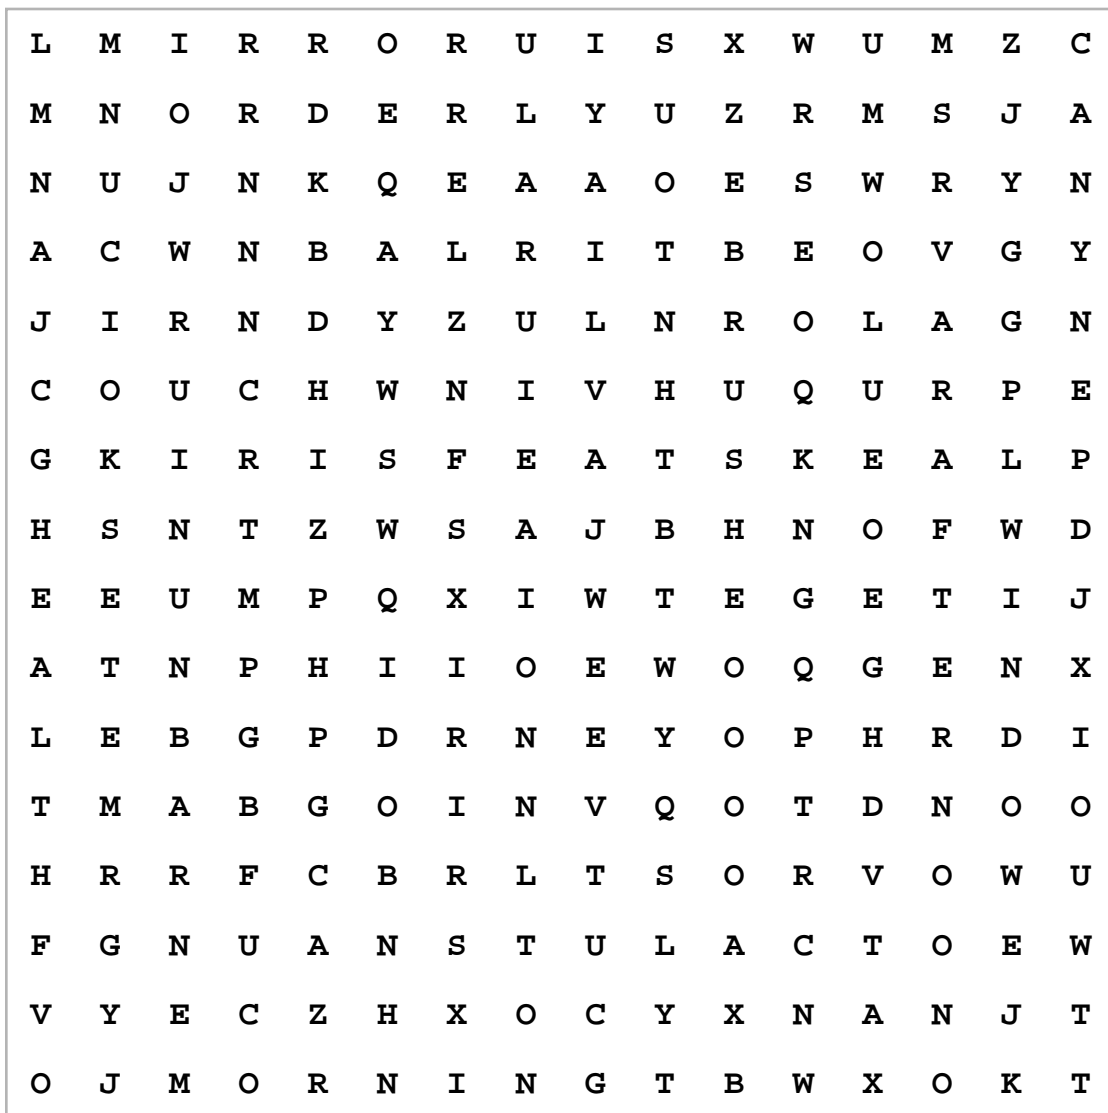 L M I R R O R U I S X W U M Z C
M N O R D E R L Y U Z R M S J A
N U J N K Q E A A O E S W R Y N
A C W N B A L R I T B E O V G Y
J I R N D Y Z U L N R O L A G N
C O U C H W N I V H U Q U R P E
G K I R I S F E A T S K E A L P
H S N T Z W S A J B H N O F W D
E E U M P Q X I W T E G E T I J
A T N P H I I O E W O Q G E N X
L E B G P D R N E Y O P H R D I
T M A B G O I N V Q O T D N O O
H R R F C B R L T S O R V O W U
F G N U A N S T U L A C T O E W
V Y E C Z H X O C Y X N A N J T
O J M O R N I N G T B W X O K T